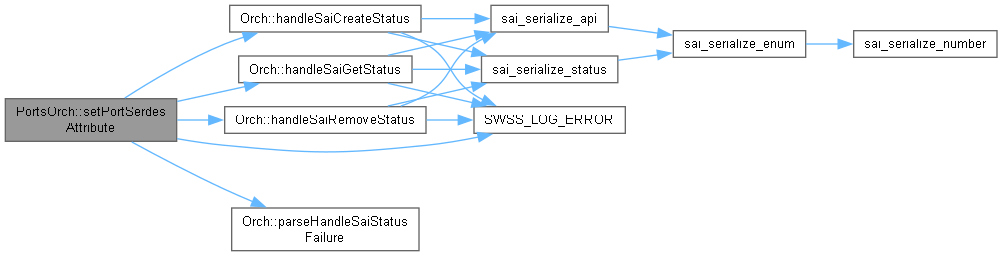 Orch::handleSaiCreateStatus
sai_serialize_api
sai_serialize_enum
sai_serialize_number
Orch::handleSaiGetStatus
sai_serialize_status
PortsOrch::setPortSerdes
Attribute
Orch::handleSaiRemoveStatus
SWSS_LOG_ERROR
Orch::parseHandleSaiStatus
Failure